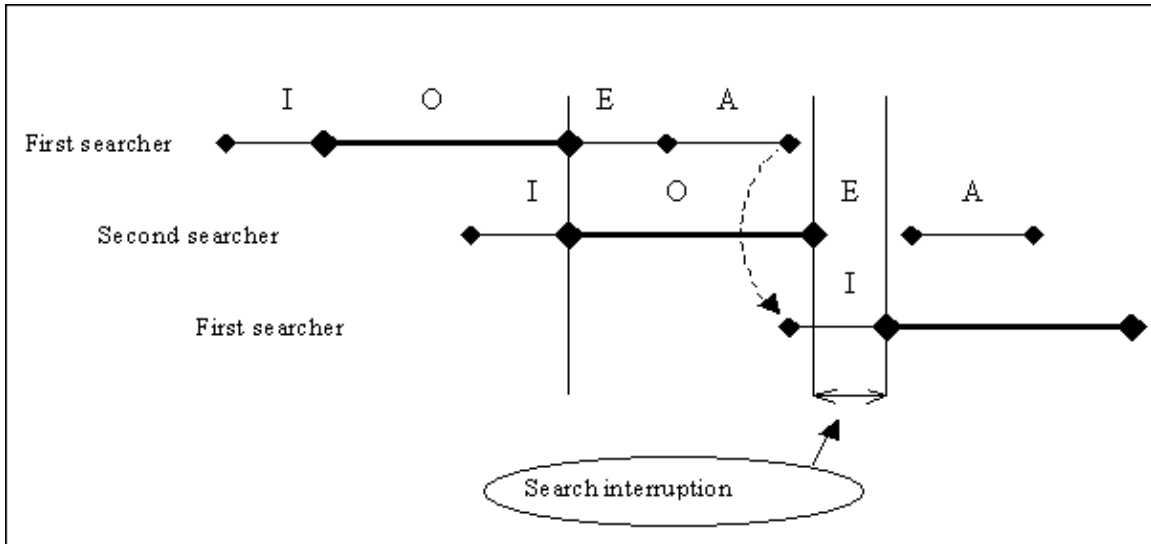 I O E A
First searcher
I O E A
Second searcher
I
First searcher
Search interruption